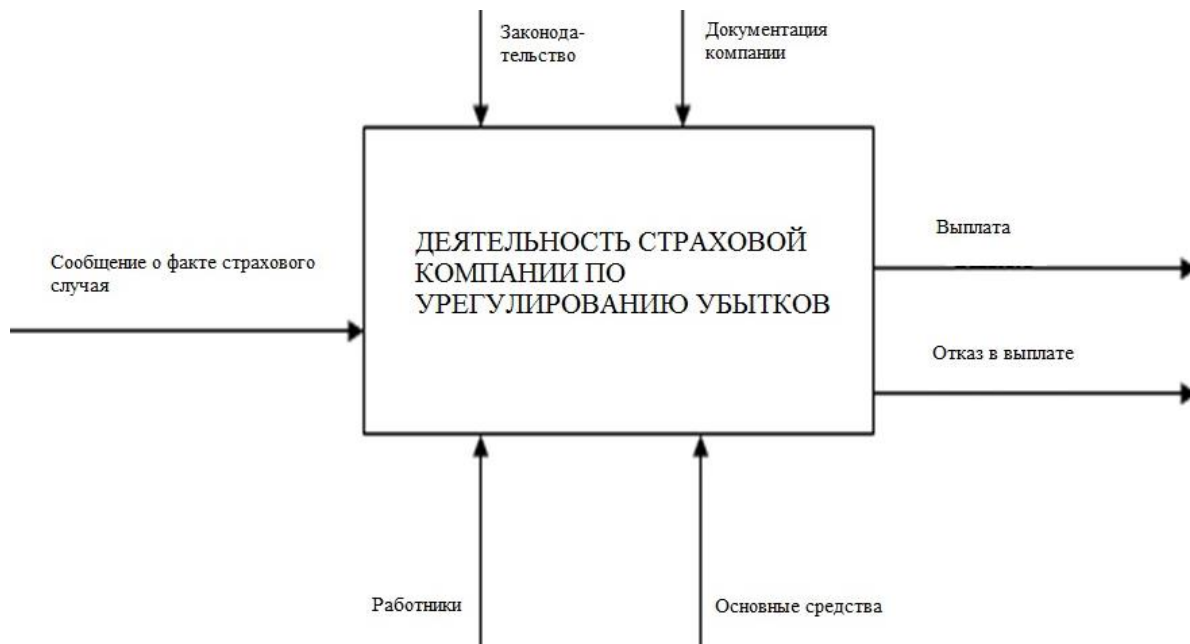 Законода-
тельство
Документация
компании
ДЕЯТЕЛЬНОСТЬ СТРАХОВОЙ
КОМПАНИИ ПО
УРЕГУЛИРОВАНИЮ УБЫТКОВ
Выплата
Сообщение о факте страхового
случая
Отказ в выплате
Работники
Основные средства